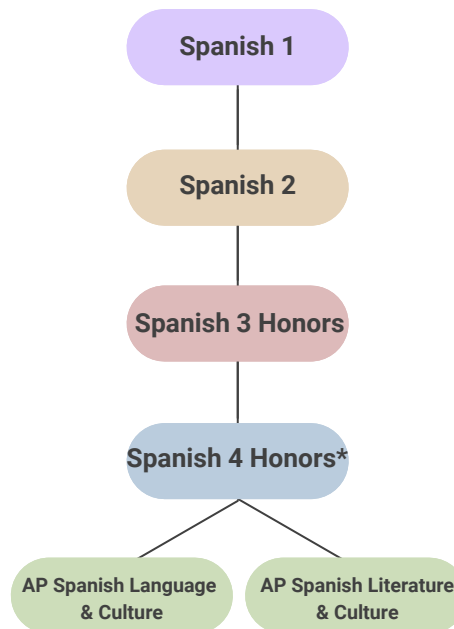 Spanish 1
Spanish 2
Spanish 3 Honors
Spanish 4 Honors*
AP Spanish Language
& Culture
AP Spanish Literature
& Culture